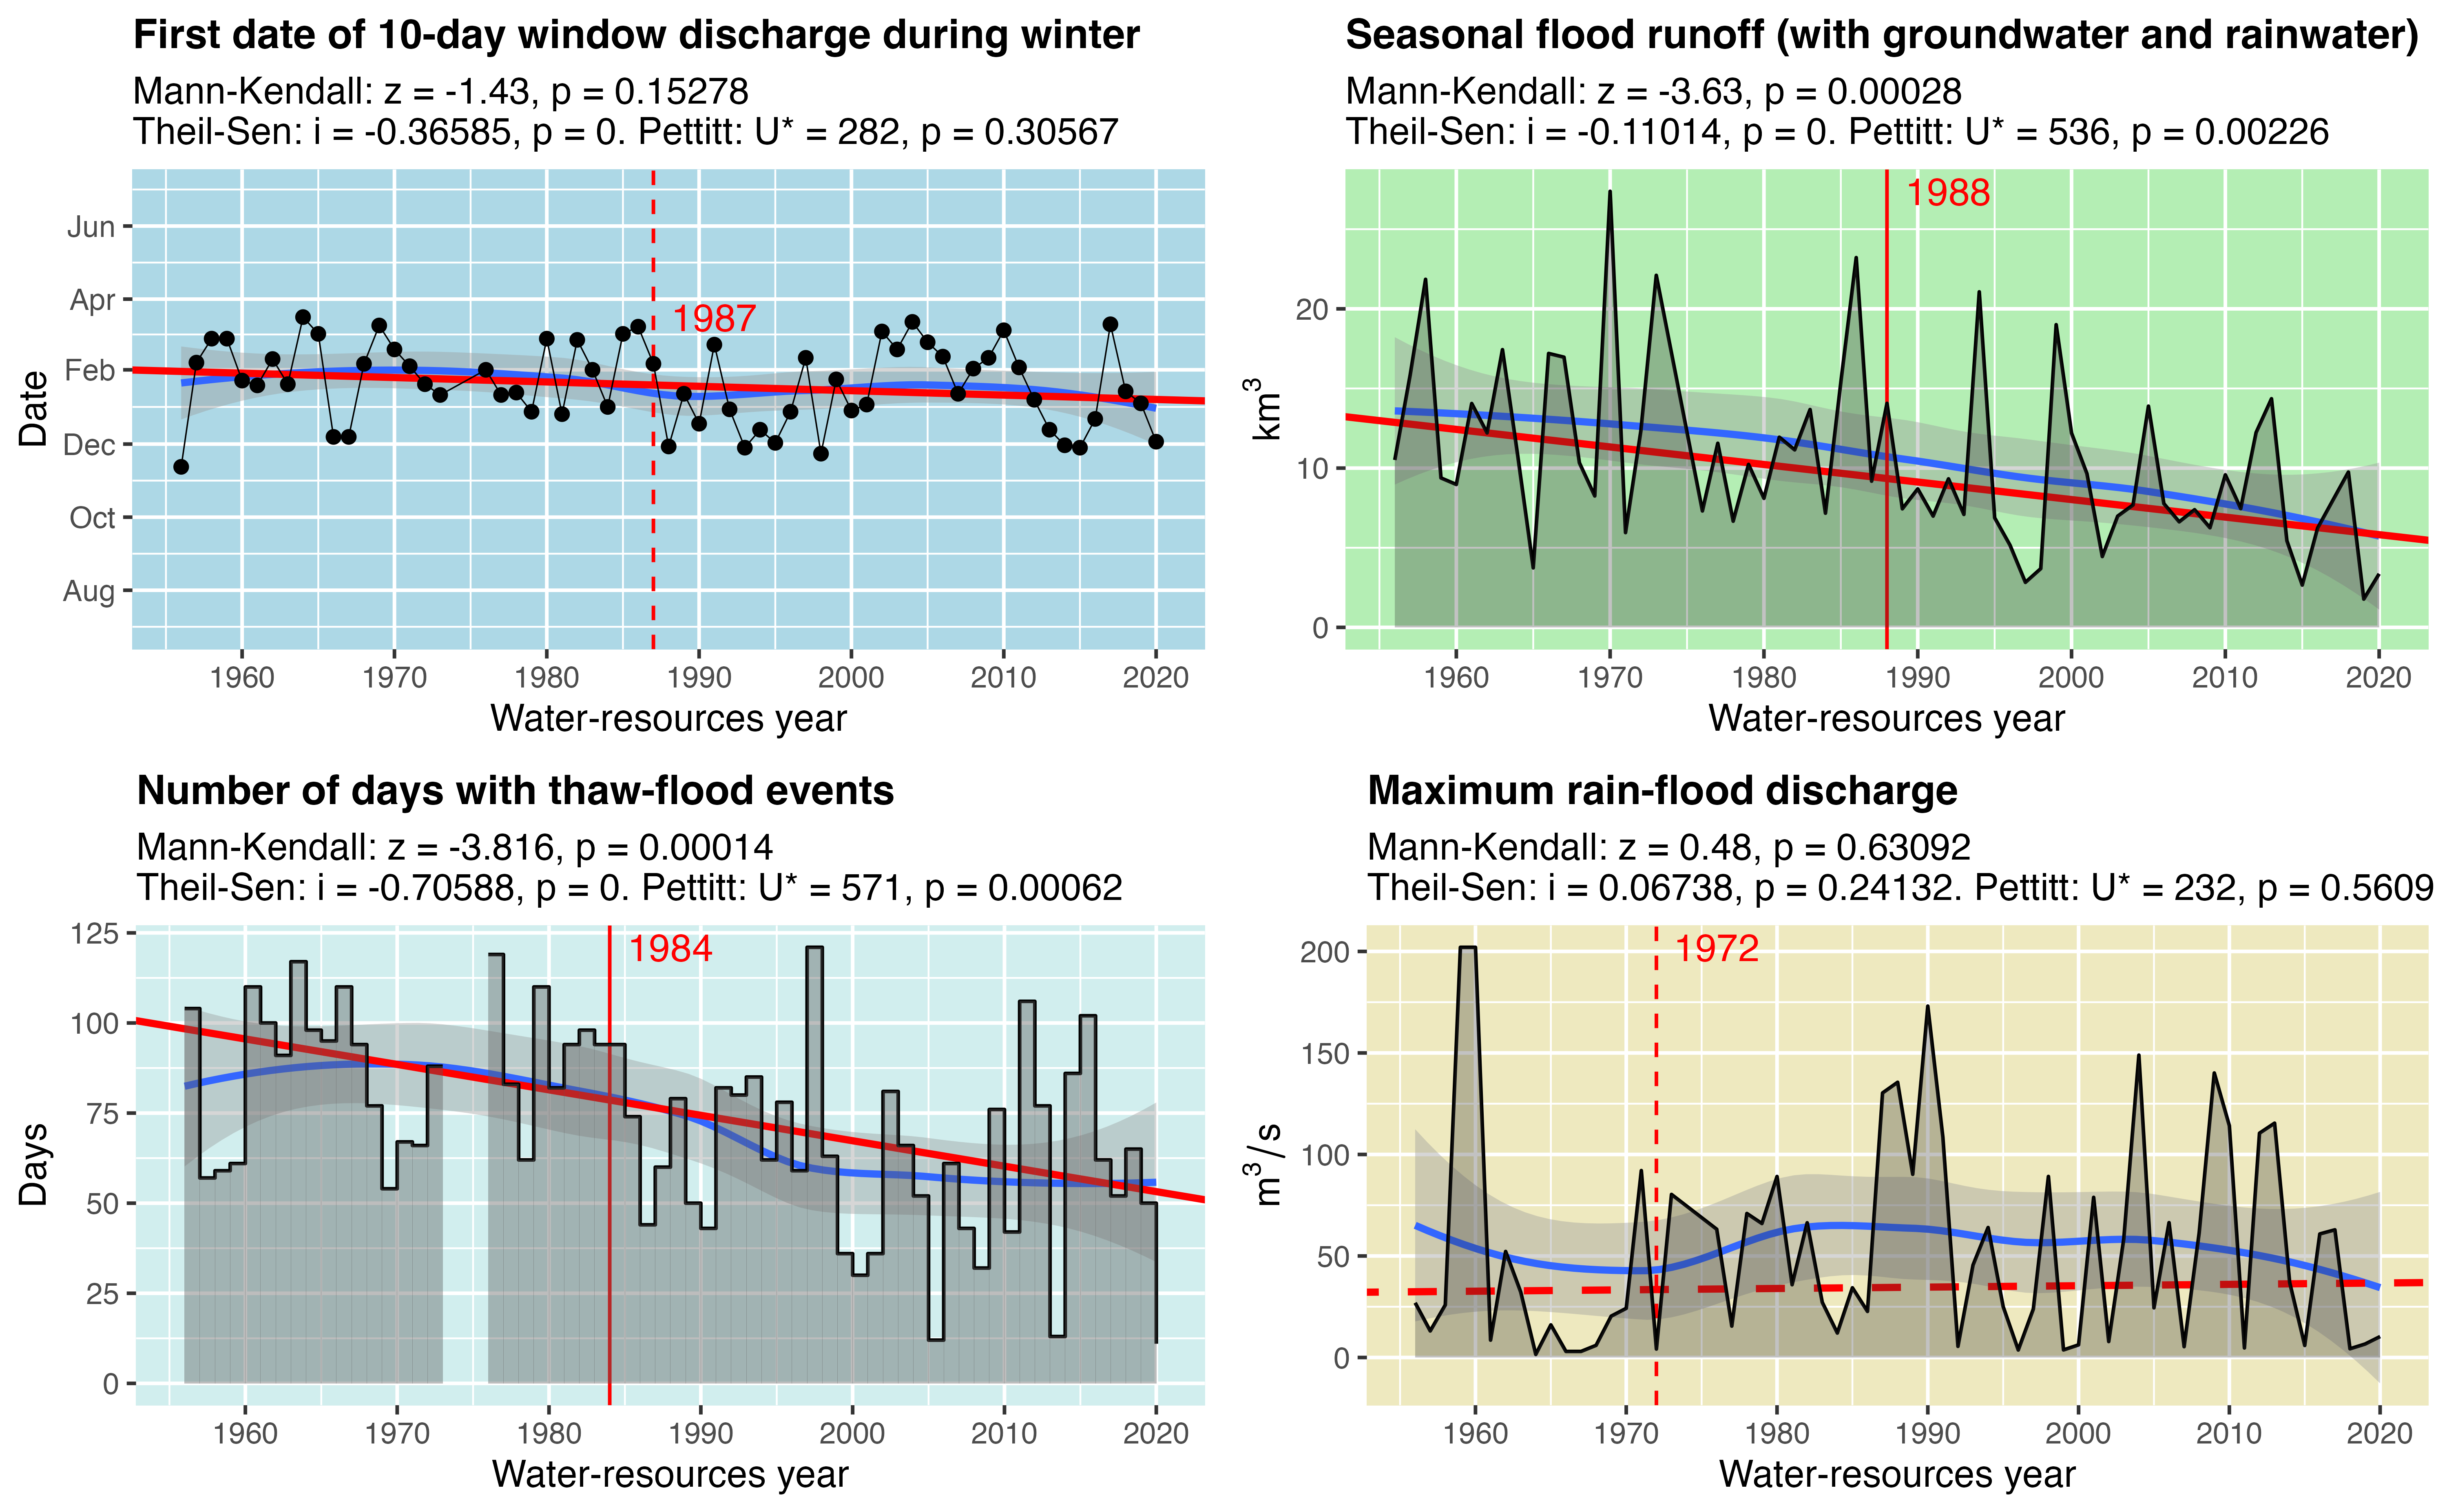 First date of 10-day window discharge during winter
Mann-Kendall: z = -1.43, p = 0.15278
Theil-Sen: i = -0.36585, p = 0. Pettitt: U* = 282, p = 0.30567
Date
Jun
Apr
Feb
Dec
Oct
Aug
1987
1960 1970 1980 1990 2000 2010 2020
Water-resources year
Seasonal flood runoff (with groundwater and rainwater)
Mann-Kendall: z = -3.63, p = 0.00028
Theil-Sen: i = -0.11014, p = 0. Pettitt: U* = 536, p = 0.00226
km³
20
10
0
1988
1960 1970 1980 1990 2000 2010 2020
Water-resources year
Number of days with thaw-flood events
Mann-Kendall: z = -3.816, p = 0.00014
Theil-Sen: i = -0.70588, p = 0. Pettitt: U* = 571, p = 0.00062
Days
125
100
75
50
25
0
1984
1960 1970 1980 1990 2000 2010 2020
Water-resources year
Maximum rain-flood discharge
Mann-Kendall: z = 0.48, p = 0.63092
Theil-Sen: i = 0.06738, p = 0.24132. Pettitt: U* = 232, p = 0.5609
m³/s
200
150
100
50
0
1972
1960 1970 1980 1990 2000 2010 2020
Water-resources year